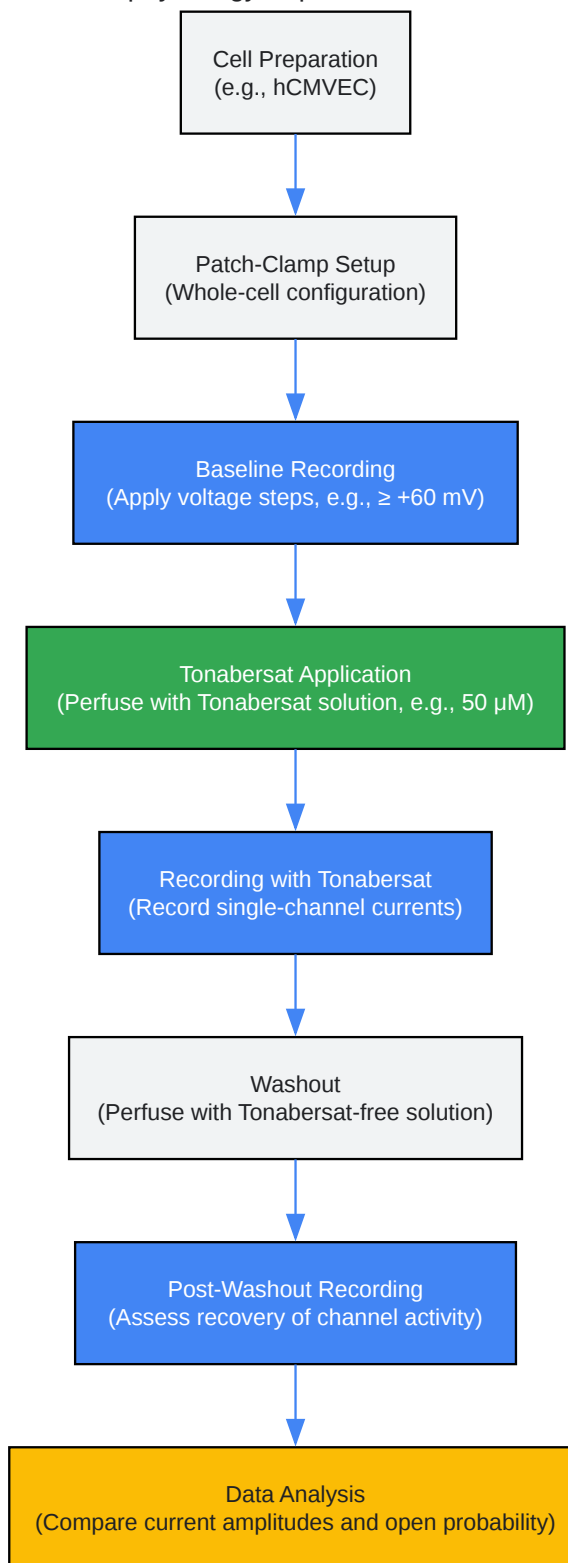 Cell Preparation
(e.g., hCMVEC)
Patch-Clamp Setup
(Whole-cell configuration)
Baseline Recording
(Apply voltage steps, e.g., ≥ +60 mV)
Tonabersat Application
(Perfuse with Tonabersat solution, e.g., 50 μM)
Recording with Tonabersat
(Record single-channel currents)
Washout
(Perfuse with Tonabersat-free solution)
Post-Washout Recording
(Assess recovery of channel activity)
Data Analysis
(Compare current amplitudes and open probability)